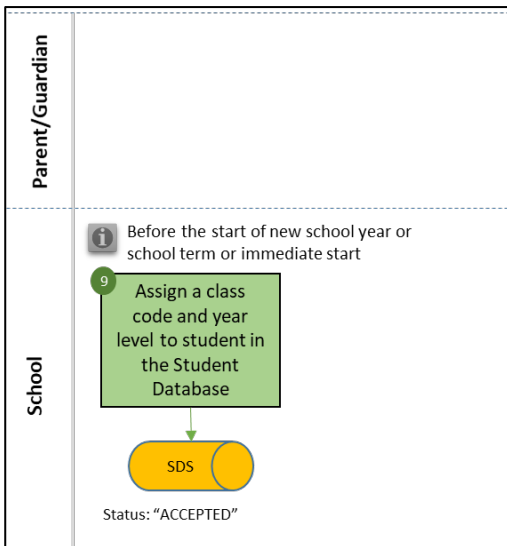 Parent/Guardian
School
Before the start of new school year or
school term or immediate start
9
Assign a class
code and year
level to student in
the Student
Database
SDS
Status: “ACCEPTED”